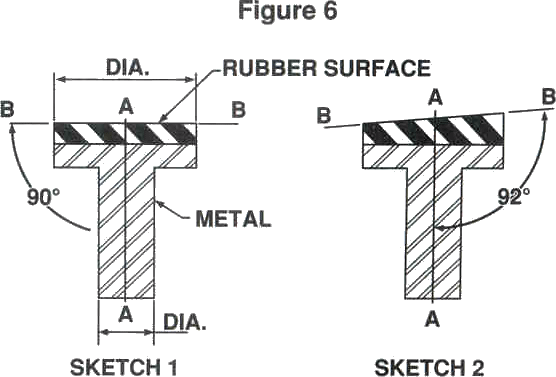 Figure 6
DIA.
RUBBER SURFACE
B
A
B
90°
METAL
A
DIA.
SKETCH 1
B
A
B
92°
A
SKETCH 2